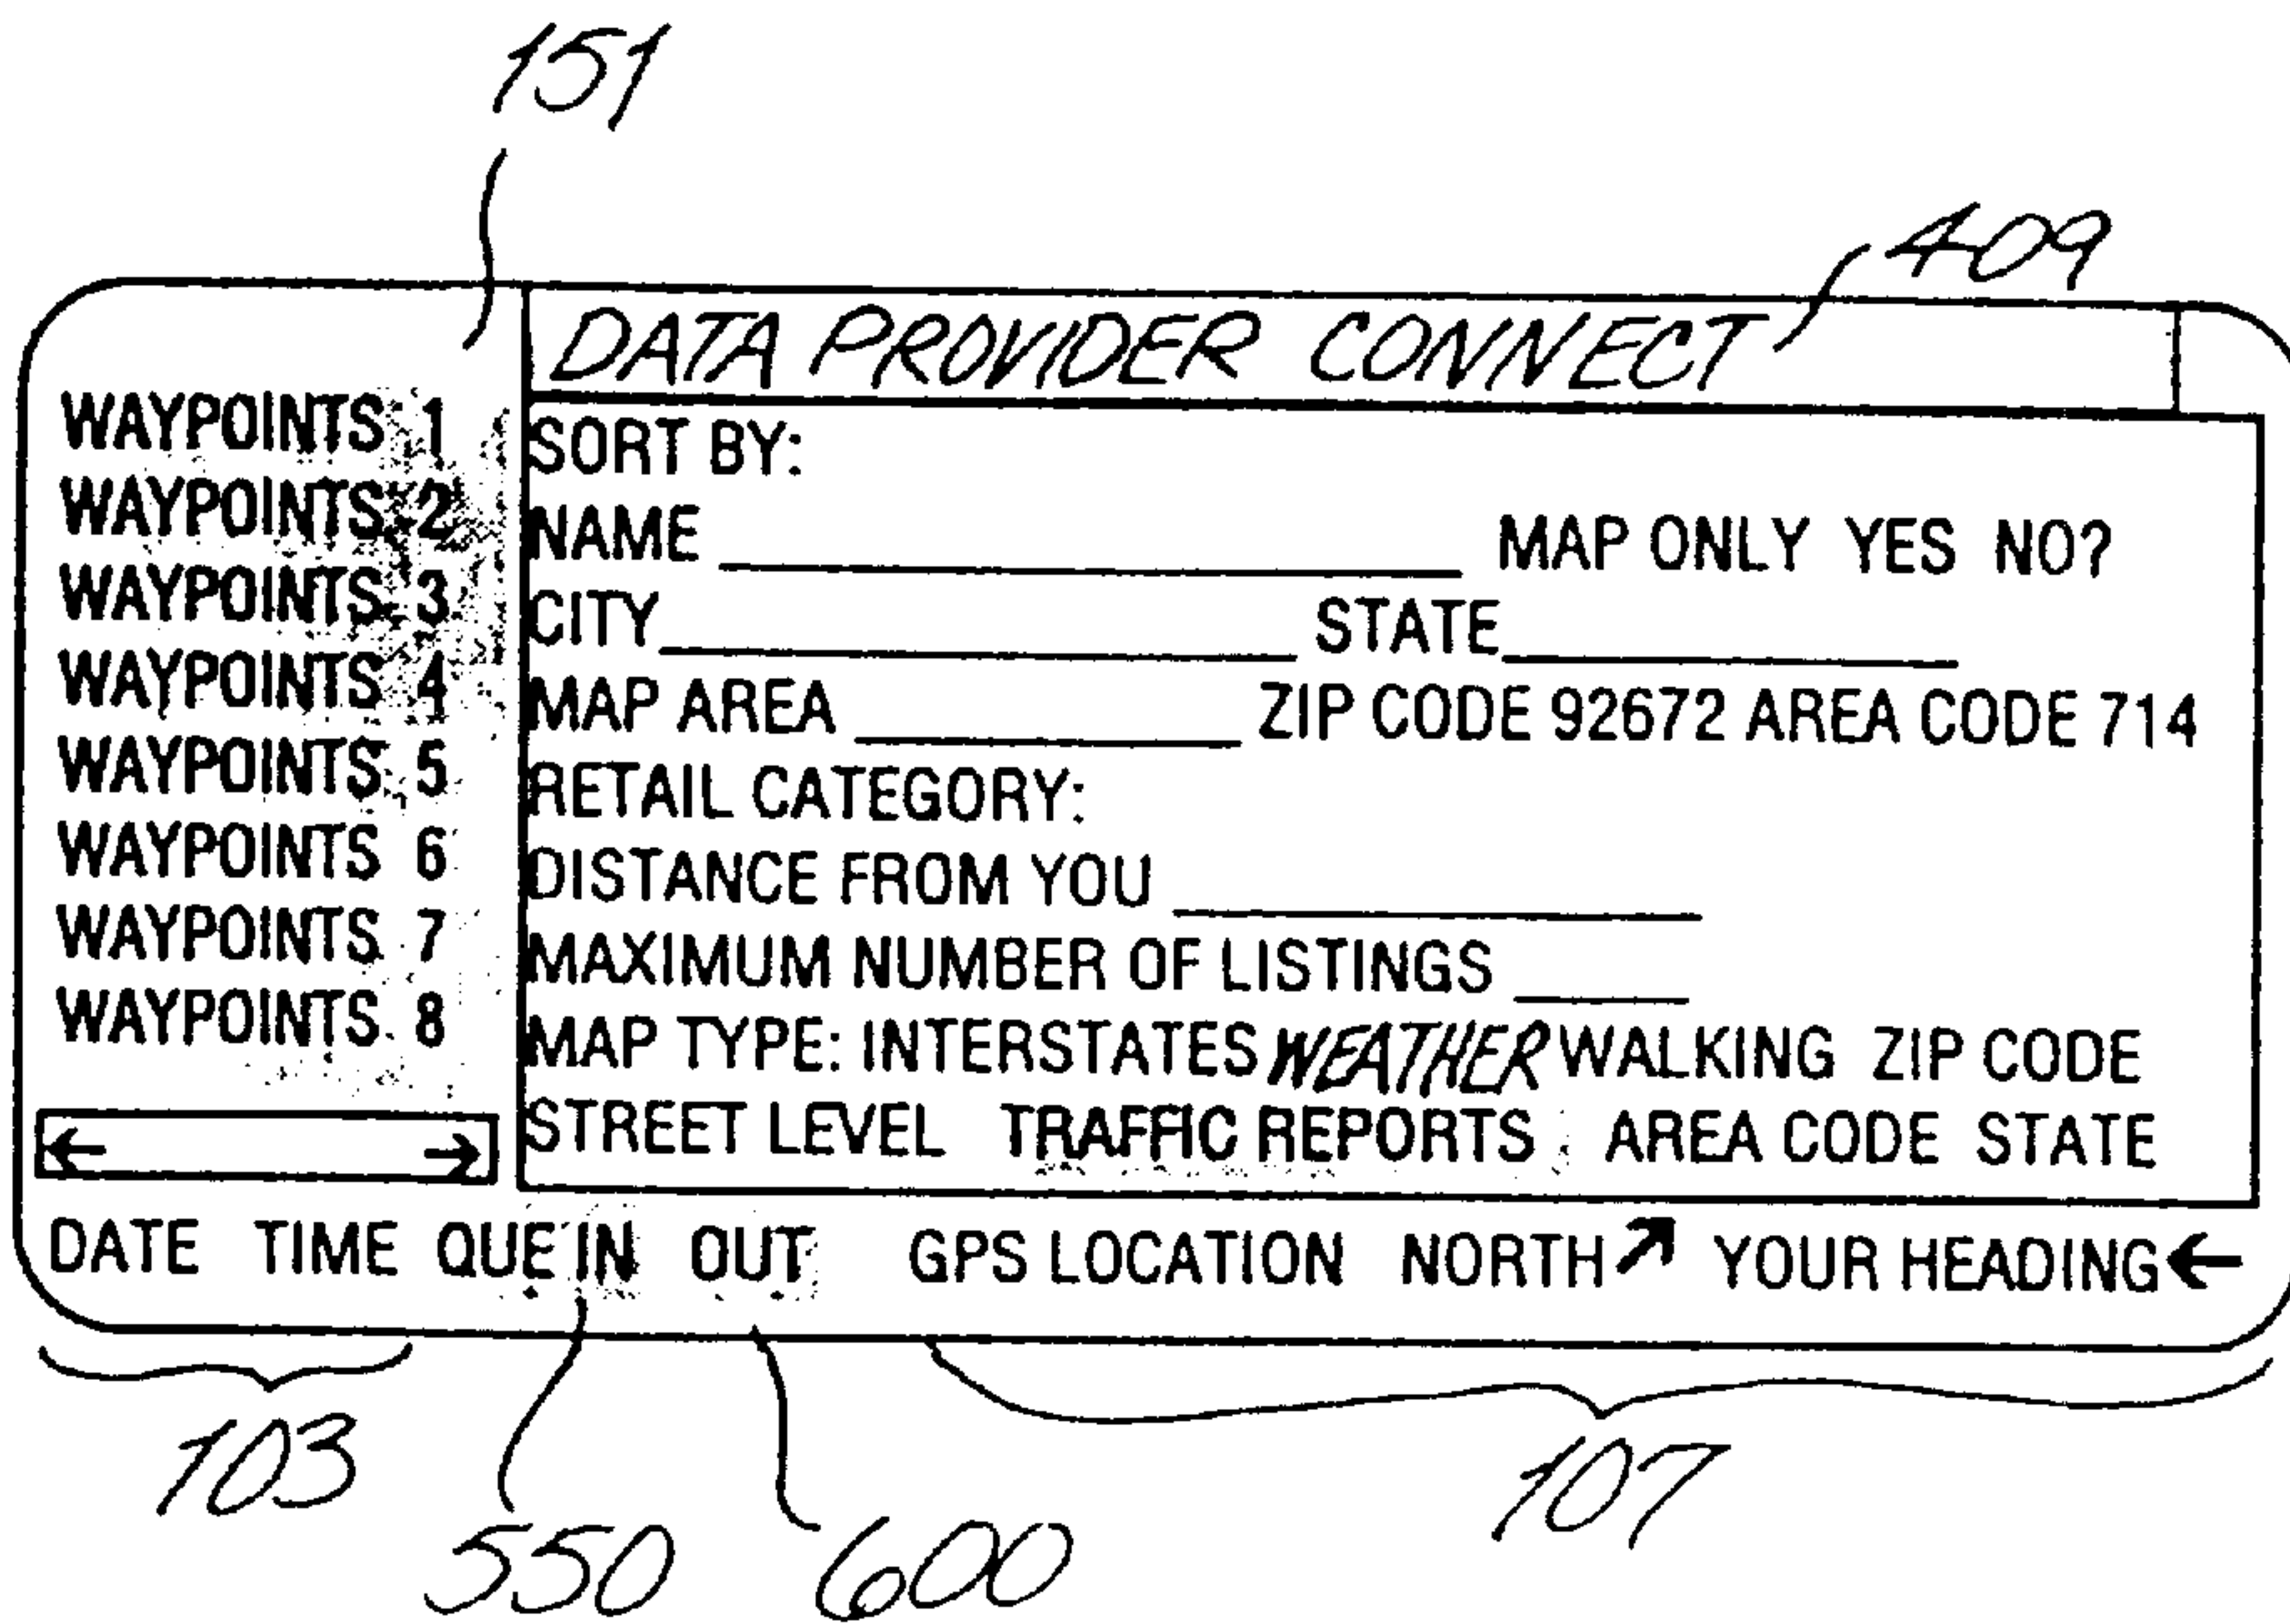 151
409
DATA PROVIDER CONNECT
WAYPOINTS 1
WAYPOINTS 2
WAYPOINTS 3
WAYPOINTS 4
WAYPOINTS 5
WAYPOINTS 6
WAYPOINTS 7
WAYPOINTS 8
SORT BY:
NAME MAP ONLY YES NO?
CITY STATE
MAP AREA ZIP CODE 92672 AREA CODE 714
RETAIL CATEGORY:
DISTANCE FROM YOU
MAXIMUM NUMBER OF LISTINGS
MAP TYPE: INTERSTATES WEATHER WALKING ZIP CODE
STREET LEVEL TRAFFIC REPORTS AREA CODE STATE
← →
DATE TIME QUE IN OUT GPS LOCATION NORTH↗ YOUR HEADING←
103
107
550
600